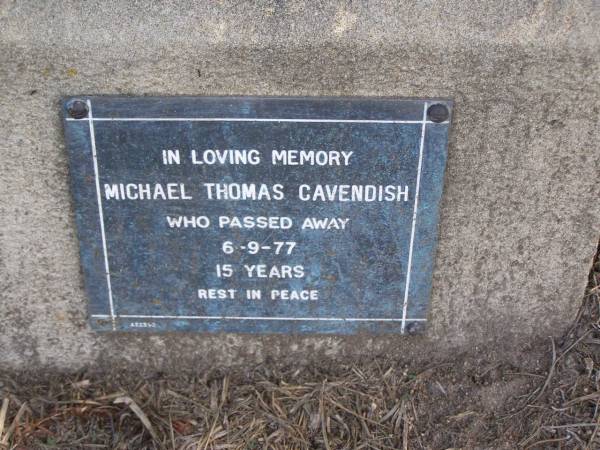 IN LOVING MEMORY
MICHAEL THOMAS CAVENDISH
WHO PASSED AWAY
6-9-77
15 YEARS
REST IN PEACE